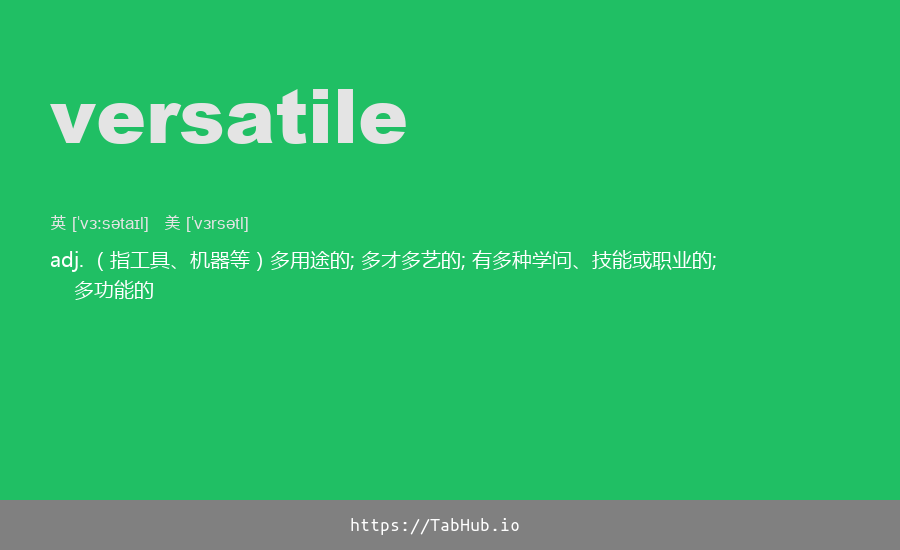 versatile
英 [ˈvɜːsətaɪl] 美 [ˈvɜrsətl]
adj. （指工具、机器等）多用途的; 多才多艺的; 有多种学问、技能或职业的;
多功能的
https://TabHub.io